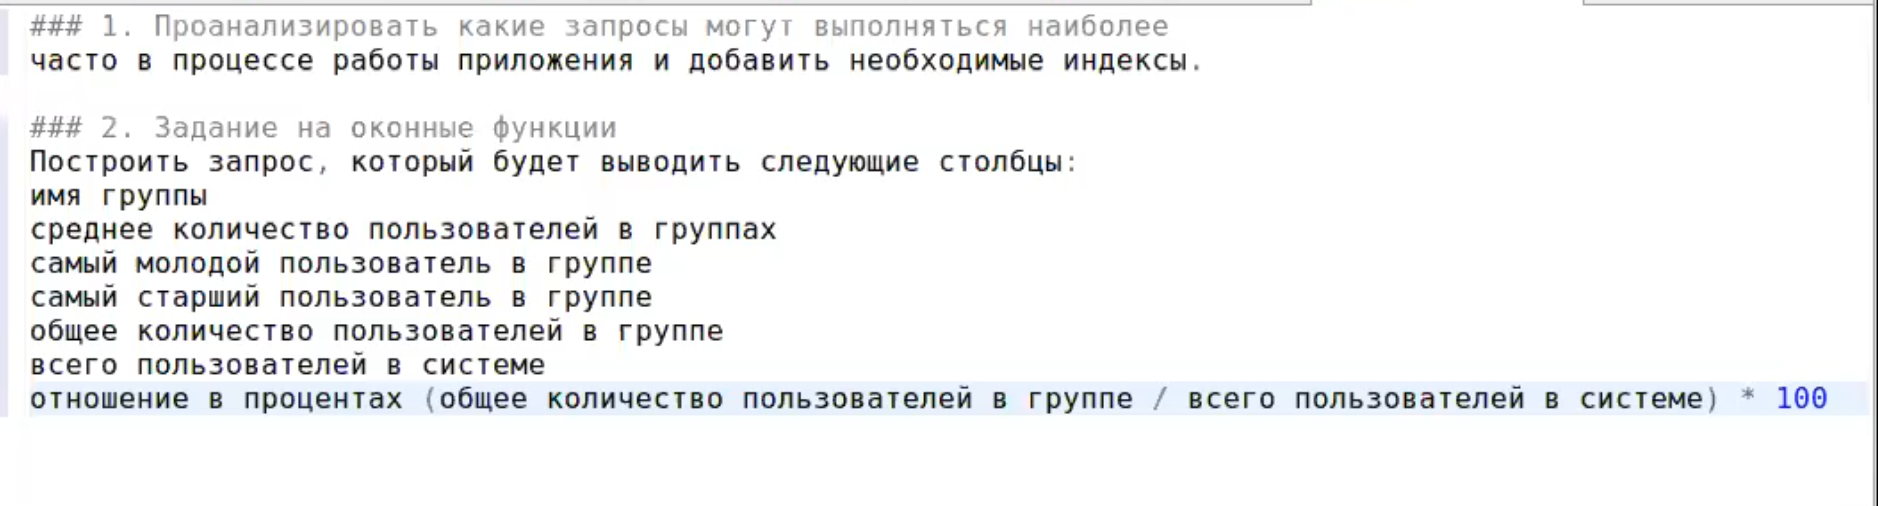 ### 1. Проанализировать какие запросы могут выполняться наиболее
часто в процессе работы приложения и добавить необходимые индексы.
### 2. Задание на оконные функции
Построить запрос, который будет выводить следующие столбцы:
имя группы
среднее количество пользователей в группах
самый молодой пользователь в группе
самый старший пользователь в группе
общее количество пользователей в группе
всего пользователей в системе
отношение в процентах (общее количество пользователей в группе / всего пользователей в системе) * 100